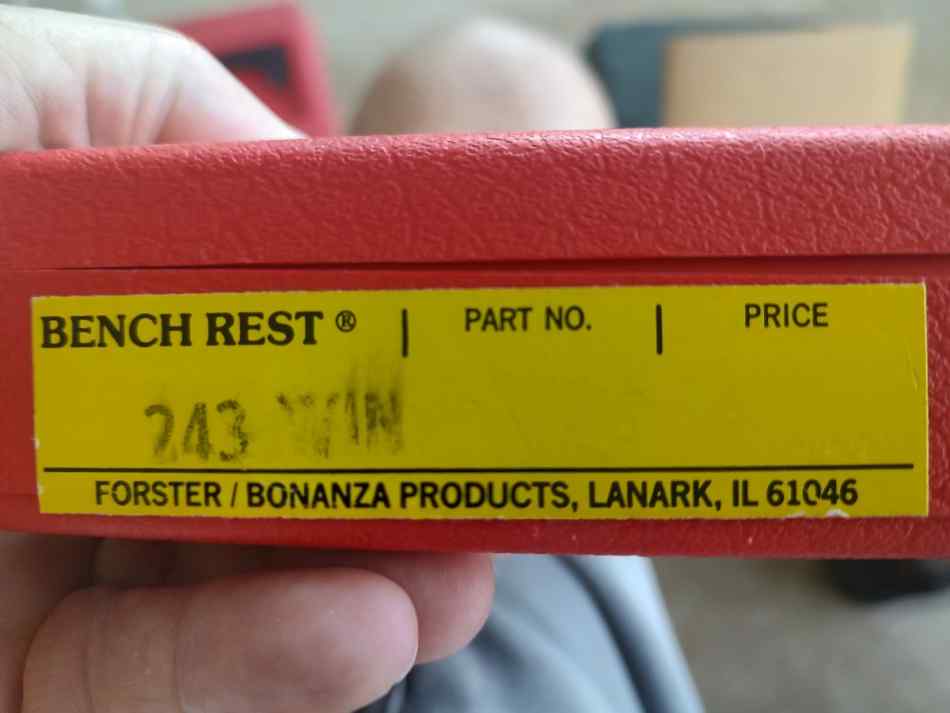 BENCH REST® | PART NO. | PRICE
243 WIN
FORSTER / BONANZA PRODUCTS, LANARK, IL 61046